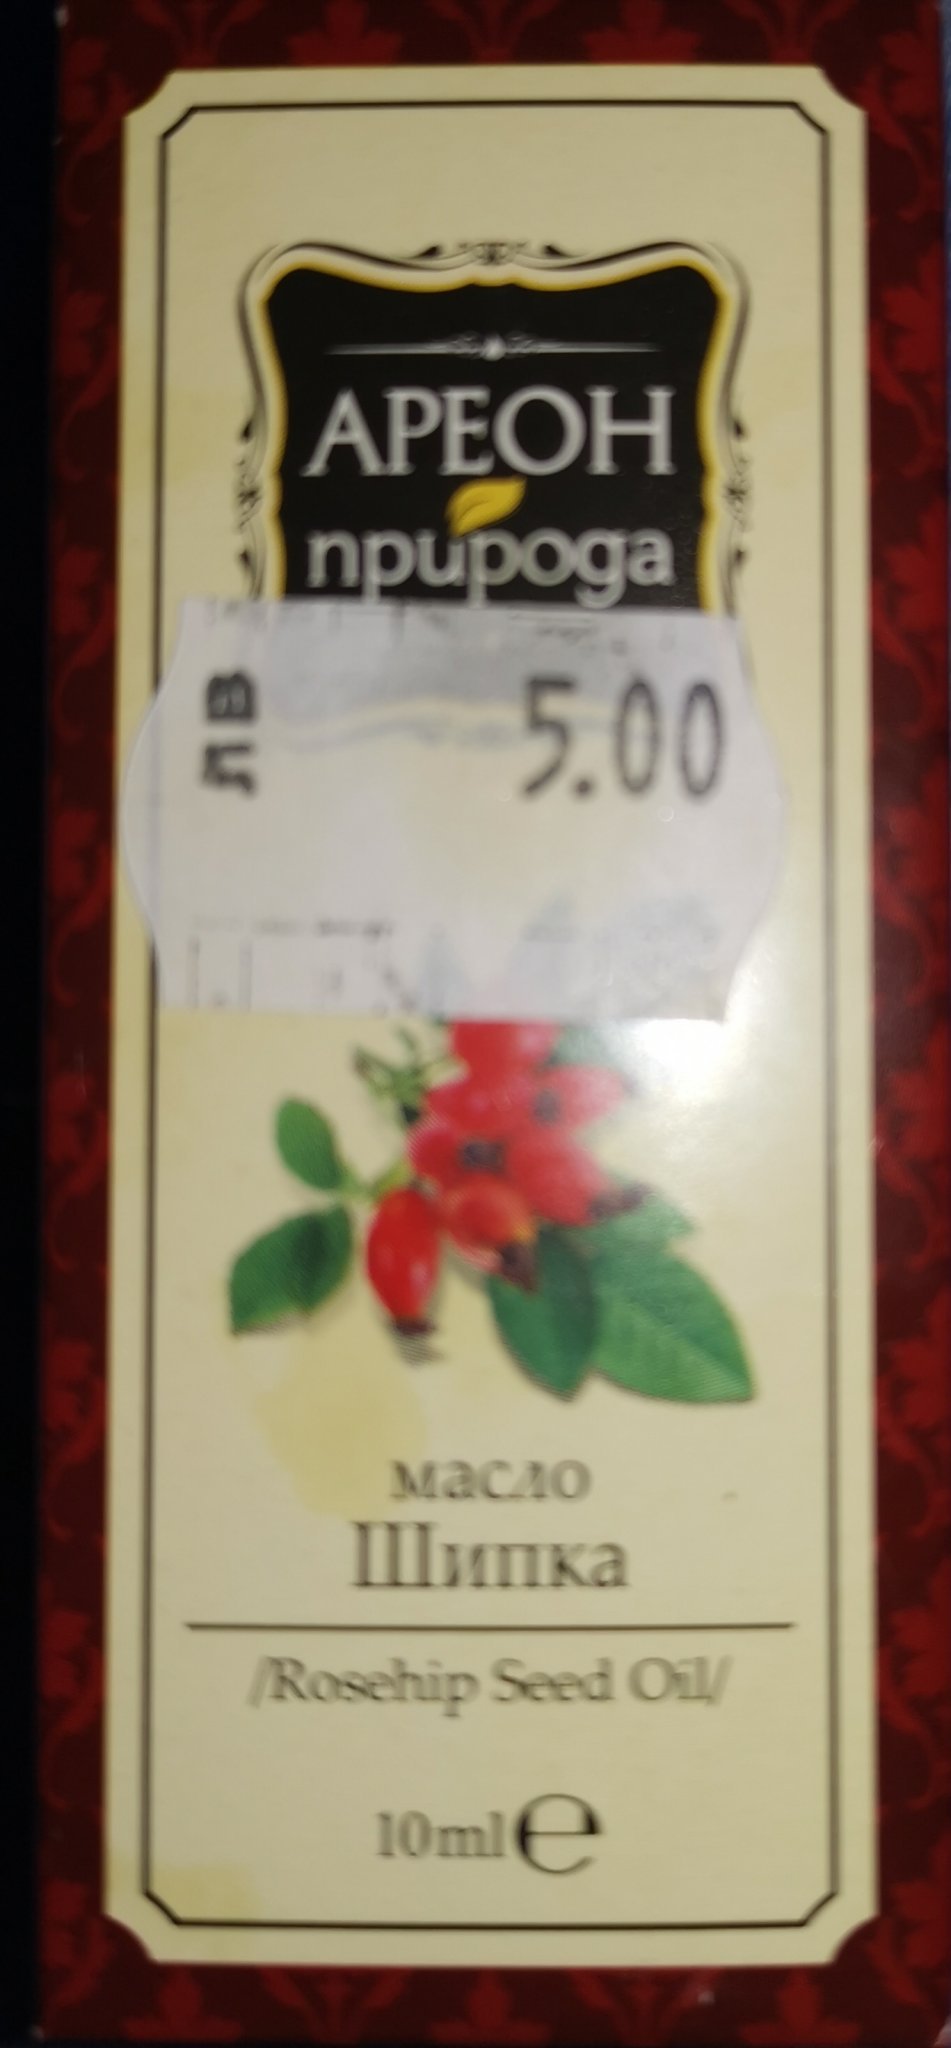 АРЕОН
природа
лв 5.00
масло
Шипка
/Rosehip Seed Oil/
10ml e